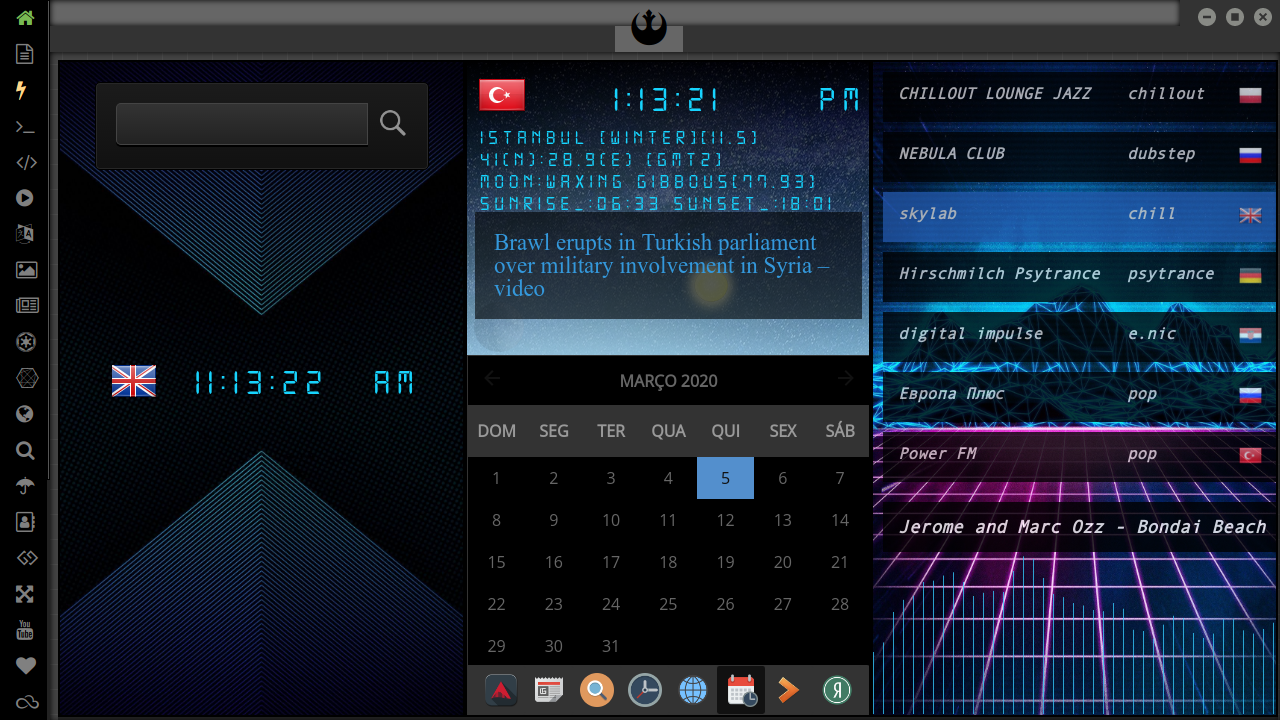 1:13:21 PM
ISTANBUL [WINTER][11.5]
41(N):28.9(E) (GMT2)
MOON:WAXING GIBBOUS[77.93]
SUNRISE_:06:33 SUNSET_:18:01
Brawl erupts in Turkish parliament
over military involvement in Syria –
video
11:13:22 AM
MARÇO 2020
DOM SEG TER QUA QUI SEX SÁB
1 2 3 4 5 6 7
8 9 10 11 12 13 14
15 16 17 18 19 20 21
22 23 24 25 26 27 28
29 30 31
CHILLOUT LOUNGE JAZZ chillout
NEBULA CLUB dubstep
skylab chill
Hirschmilch Psytrance psytrance
digital impulse e.nic
Европа Плюс pop
Power FM pop
Jerome and Marc Ozz - Bondai Beach
You
Tube
Я